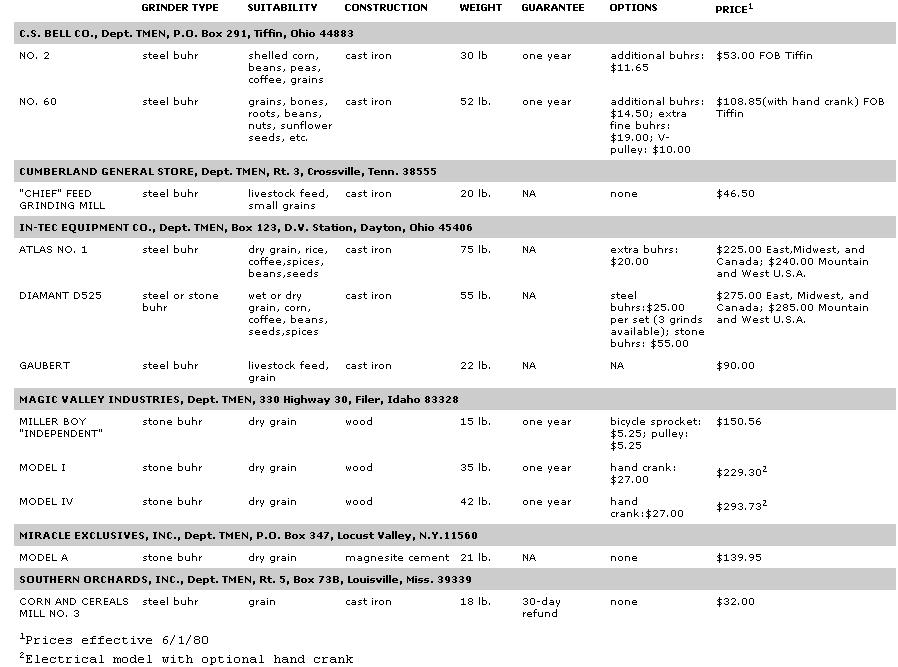 GRINDER TYPE SUITABILITY CONSTRUCTION WEIGHT GUARANTEE OPTIONS PRICE1
C.S. BELL CO., Dept. TMEN, P.O. Box 291, Tiffin, Ohio 44883
NO. 2 steel buhr shelled corn, cast iron 30 lb one year additional buhrs: $53.00 FOB Tiffin
beans, peas, $11.65
coffee, grains
NO. 60 steel buhr grains, bones, cast iron 52 lb. one year additional buhrs: $108.85(with hand crank) FOB
roots, beans, $14.50; extra Tiffin
nuts, sunflower fine buhrs:
seeds, etc. $19.00; V-
pulley: $10.00
CUMBERLAND GENERAL STORE, Dept. TMEN, Rt. 3, Crossville, Tenn. 38555
"CHIEF" FEED steel buhr livestock feed, cast iron 20 lb. NA none $46.50
GRINDING MILL small grains
IN-TEC EQUIPMENT CO., Dept. TMEN, Box 123, D.V. Station, Dayton, Ohio 45406
ATLAS NO. 1 steel buhr dry grain, rice, cast iron 75 lb. NA extra buhrs: $225.00 East,Midwest, and
coffee,spices, $20.00 Canada; $240.00 Mountain
beans,seeds and West U.S.A.
DIAMANT D525 steel or stone wet or dry cast iron 55 lb. NA steel $275.00 East, Midwest, and
buhr grain, corn, buhrs:$25.00 Canada; $285.00 Mountain
coffee, beans, per set (3 grinds and West U.S.A.
seeds,spices available); stone
buhrs: $55.00
GAUBERT steel buhr livestock feed, cast iron 22 lb. NA NA $90.00
grain
MAGIC VALLEY INDUSTRIES, Dept. TMEN, 330 Highway 30, Filer, Idaho 83328
MILLER BOY stone buhr dry grain wood 15 lb. one year bicycle sprocket: $150.56
"INDEPENDENT" $5.25; pulley:
$5.25
MODEL I stone buhr dry grain wood 35 lb. one year hand crank: $229.302
$27.00
MODEL IV stone buhr dry grain wood 42 lb. one year hand $293.732
crank:$27.00
MIRACLE EXCLUSIVES, INC., Dept. TMEN, P.O. Box 347, Locust Valley, N.Y.11560
MODEL A stone buhr dry grain magnesite cement 21 lb. NA none $139.95
SOUTHERN ORCHARDS, INC., Dept. TMEN, Rt. 5, Box 73B, Louisville, Miss. 39339
CORN AND CEREALS steel buhr grain cast iron 18 lb. 30-day none $32.00
MILL NO. 3 refund
1Prices effective 6/1/80
2Electrical model with optional hand crank